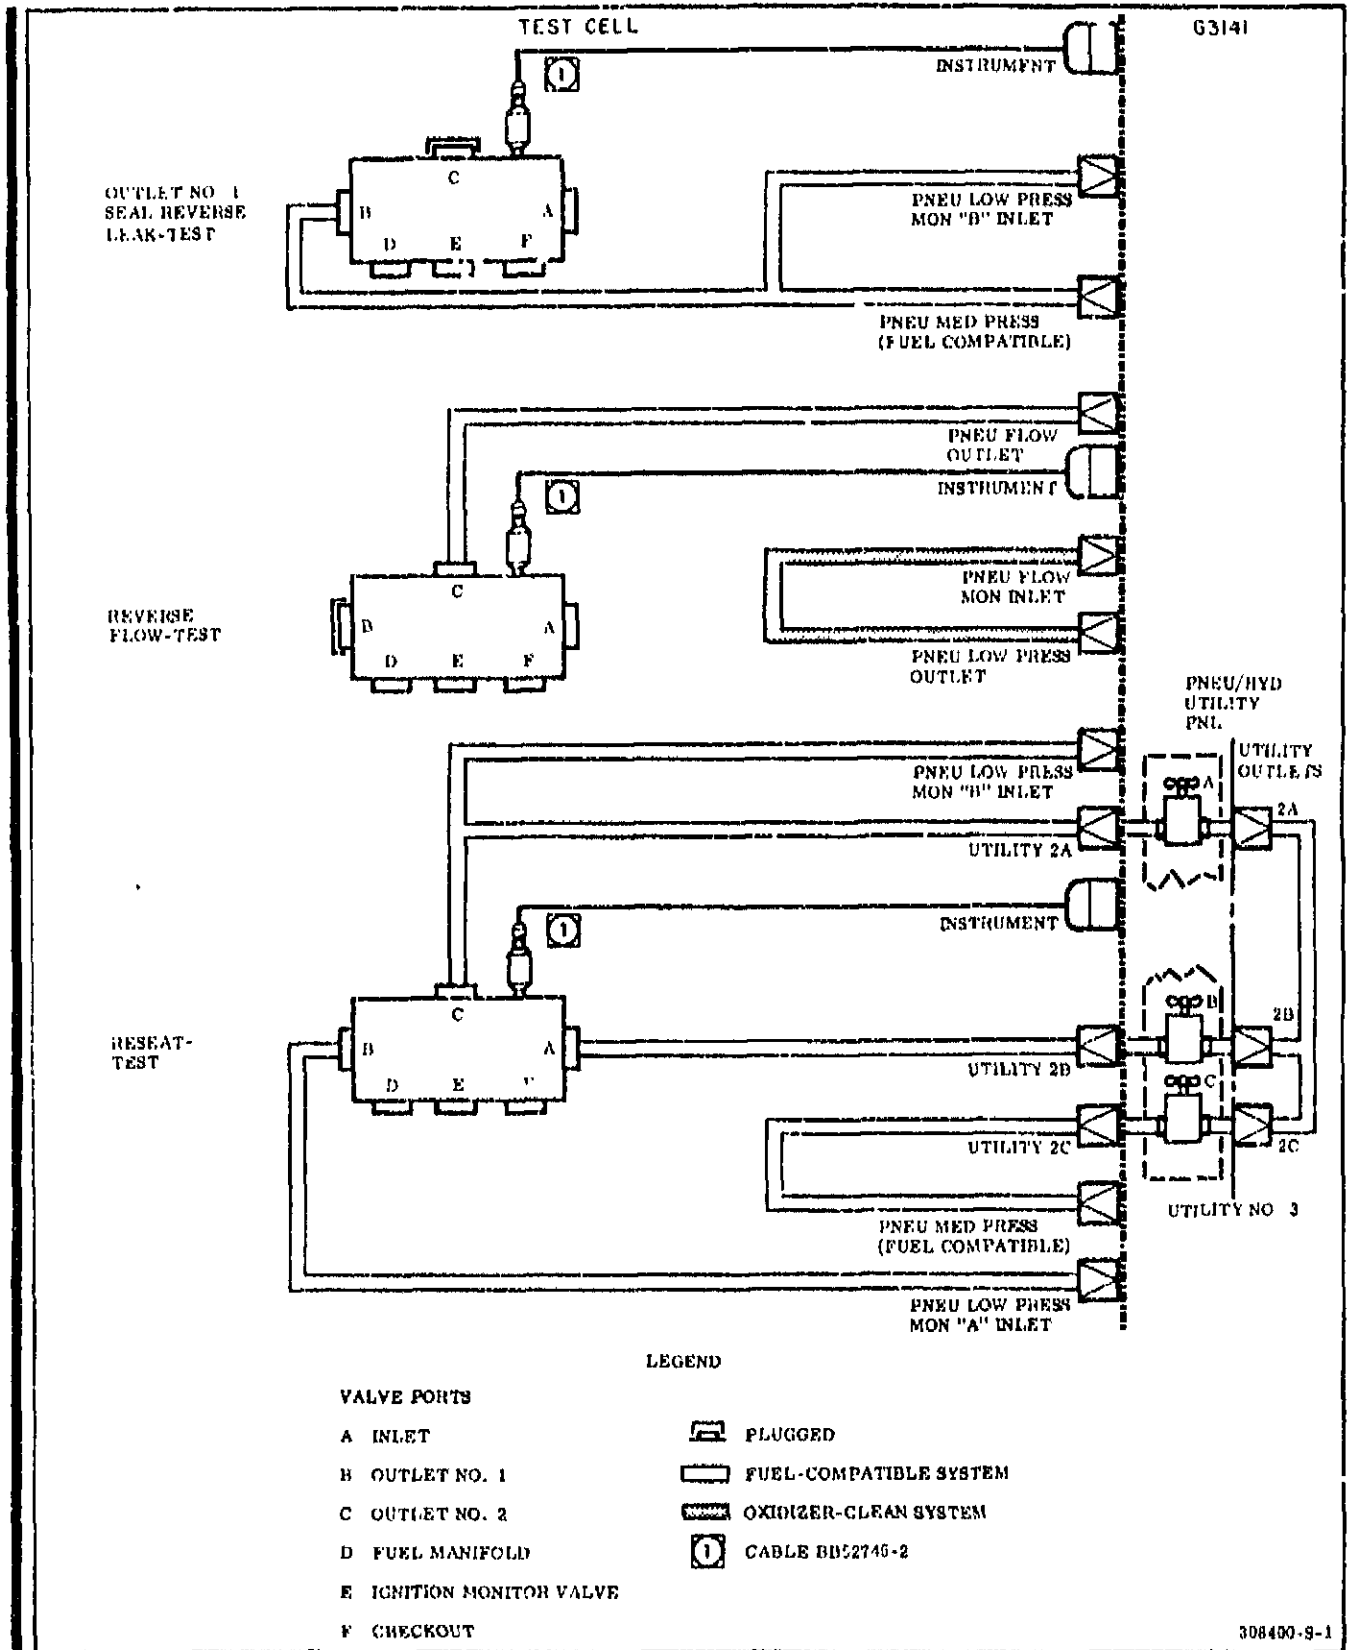 TEST CELL
G3141
INSTRUMENT
1
C
B
A
D E F
OUTLET NO 1
SEAL REVERSE
LEAK-TEST
PNEU LOW PRESS
MON "B" INLET
PNEU MED PRESS
(FUEL COMPATIBLE)
PNEU FLOW
OUTLET
INSTRUMENT
1
C
B
A
D E F
REVERSE
FLOW-TEST
PNEU FLOW
MON INLET
PNEU LOW PRESS
OUTLET
PNEU/HYD
UTILITY
PNL
UTILITY
OUTLETS
PNEU LOW PRESS
MON "B" INLET
A
2A
UTILITY 2A
INSTRUMENT
1
C
B
A
D E
RESEAT-
TEST
B
2B
UTILITY 2B
C
2C
UTILITY 2C
PNEU MED PRESS
(FUEL COMPATIBLE)
UTILITY NO 3
PNEU LOW PRESS
MON "A" INLET
LEGEND
VALVE PORTS
A INLET
B OUTLET NO. 1
C OUTLET NO. 2
D FUEL MANIFOLD
E IGNITION MONITOR VALVE
F CHECKOUT
PLUGGED
FUEL-COMPATIBLE SYSTEM
OXIDIZER-CLEAN SYSTEM
1 CABLE
308400-9-1